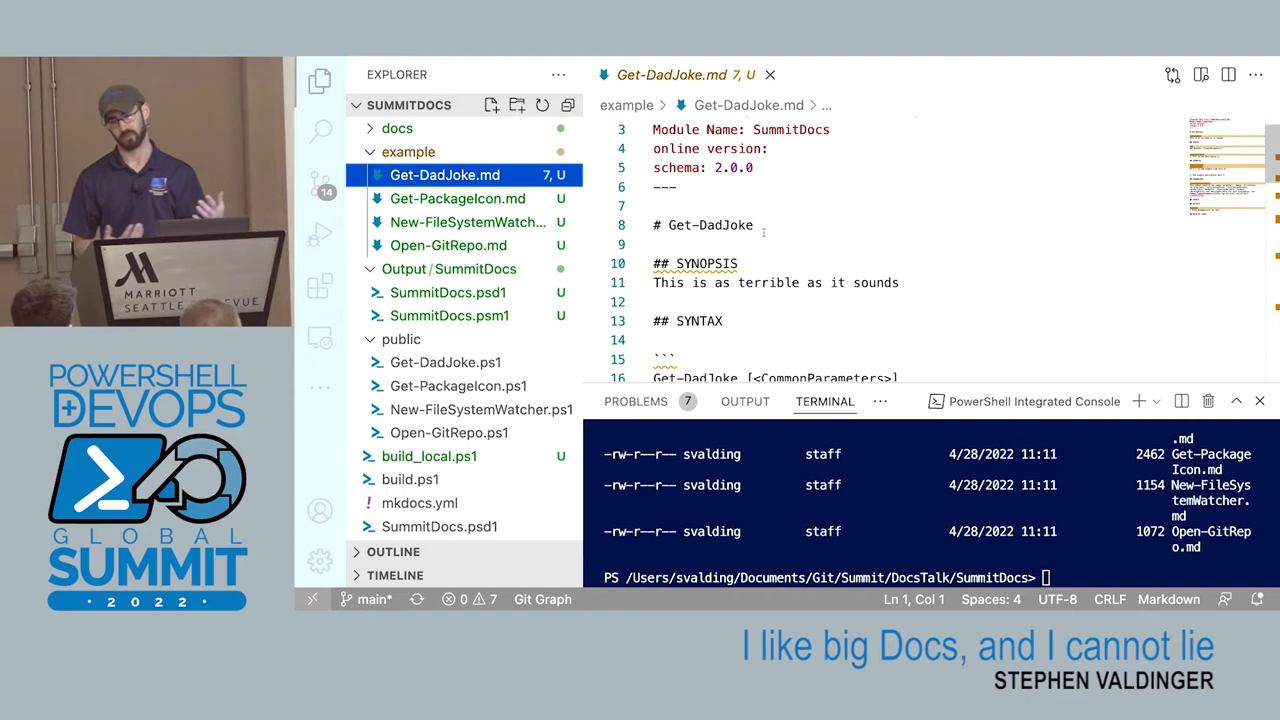 MARRIOTT
SEATTLE
VUE
POWERSHELL
DEVOPS
GLOBAL
SUMMIT
· 2 0 2 2 ·
EXPLORER
SUMMITDOCS
docs
example
Get-DadJoke.md 7, U
Get-PackageIcon.md U
New-FileSystemWatch... U
Open-GitRepo.md U
Output/SummitDocs
SummitDocs.psd1 U
SummitDocs.psm1 U
public
Get-DadJoke.ps1
Get-PackageIcon.ps1
New-FileSystemWatcher.ps1
Open-GitRepo.ps1
build_local.ps1 U
build.ps1
mkdocs.yml
SummitDocs.psd1
OUTLINE
TIMELINE
14
Get-DadJoke.md 7, U
example > Get-DadJoke.md > ...
3 Module Name: SummitDocs
4 online version:
5 schema: 2.0.0
6 ---
7
8 # Get-DadJoke
9
10 ## SYNOPSIS
11 This is as terrible as it sounds
12
13 ## SYNTAX
14
15 ```
16 Get-DadJoke [<CommonParameters>]
PROBLEMS 7 OUTPUT TERMINAL ... PowerShell Integrated Console
.md
-rw-r--r-- svalding staff 4/28/2022 11:11 2462 Get-Package
Icon.md
-rw-r--r-- svalding staff 4/28/2022 11:11 1154 New-FileSys
temWatcher.
md
-rw-r--r-- svalding staff 4/28/2022 11:11 1072 Open-GitRep
o.md
PS /Users/svalding/Documents/Git/Summit/DocsTalk/SummitDocs>
main* 0 7 Git Graph Ln 1, Col 1 Spaces: 4 UTF-8 CRLF Markdown
I like big Docs, and I cannot lie
STEPHEN VALDINGER